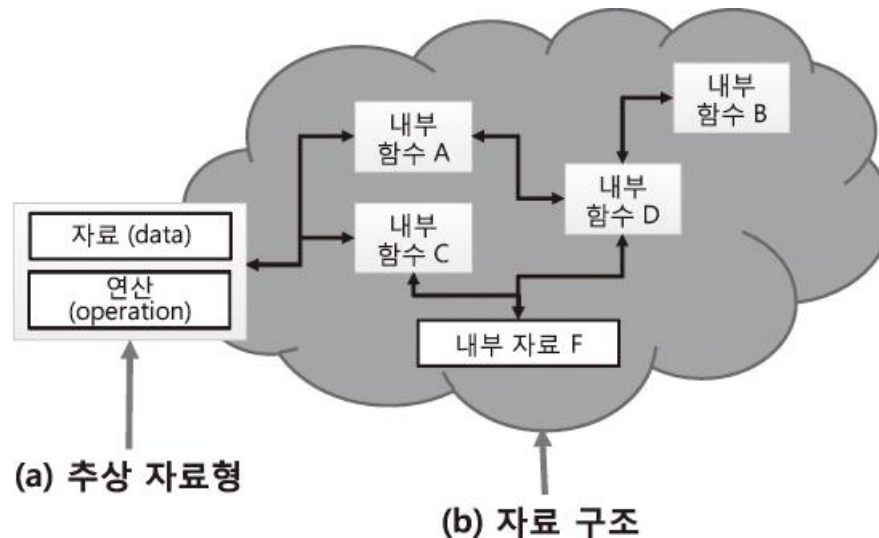 내부
함수 B
내부
함수 A
내부
함수 D
내부
함수 C
자료 (data)
연산
(operation)
내부 자료 F
(a) 추상 자료형
(b) 자료 구조